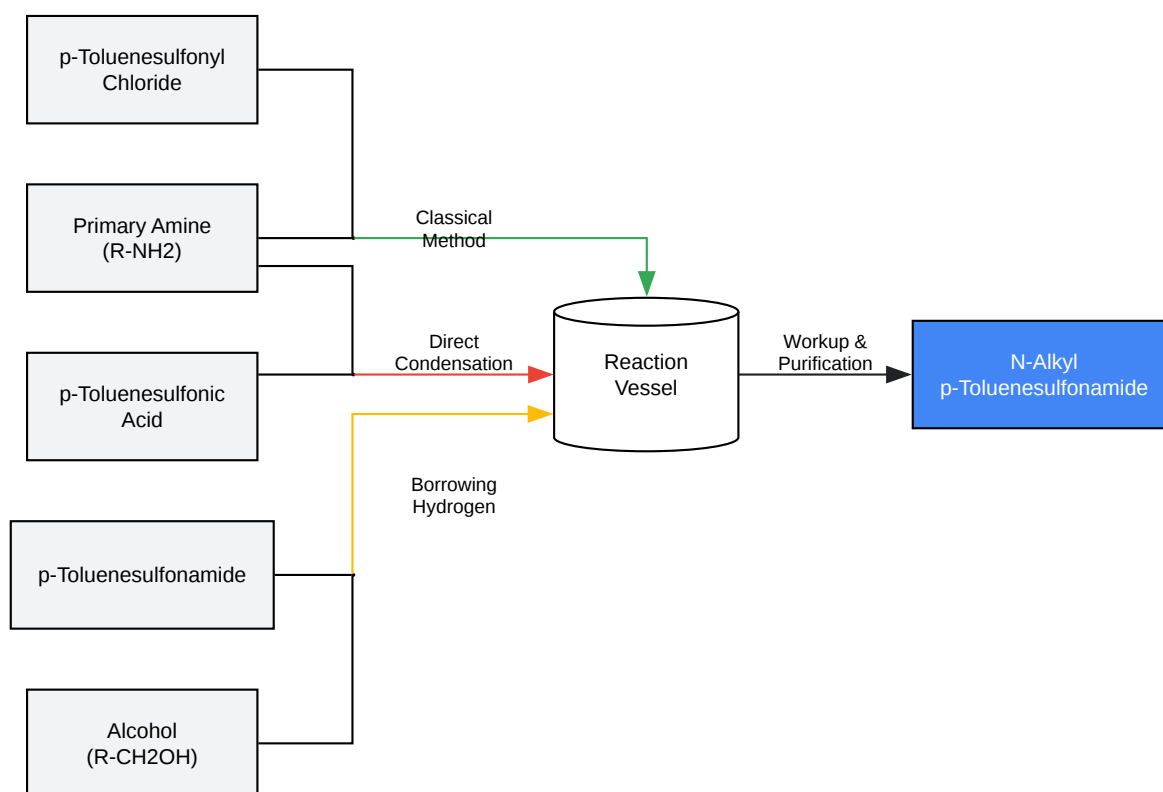 p-Toluenesulfonyl
Chloride
Primary Amine
(R-NH2)
p-Toluenesulfonic
Acid
p-Toluenesulfonamide
Alcohol
(R-CH2OH)
Classical
Method
Direct
Condensation
Borrowing
Hydrogen
Reaction
Vessel
Workup &
Purification
N-Alkyl
p-Toluenesulfonamide